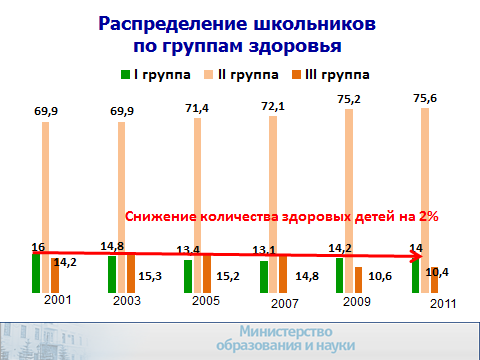 Распределение школьников
по группам здоровья
I группа II группа III группа
69,9 69,9 71,4 72,1 75,2 75,6
Снижение количества здоровых детей на 2%
16 14,8 13,4 13,1 14,2 14
14,2 15,3 15,2 14,8 10,6 10,4
2001 2003 2005 2007 2009 2011
Министерство
образования и науки